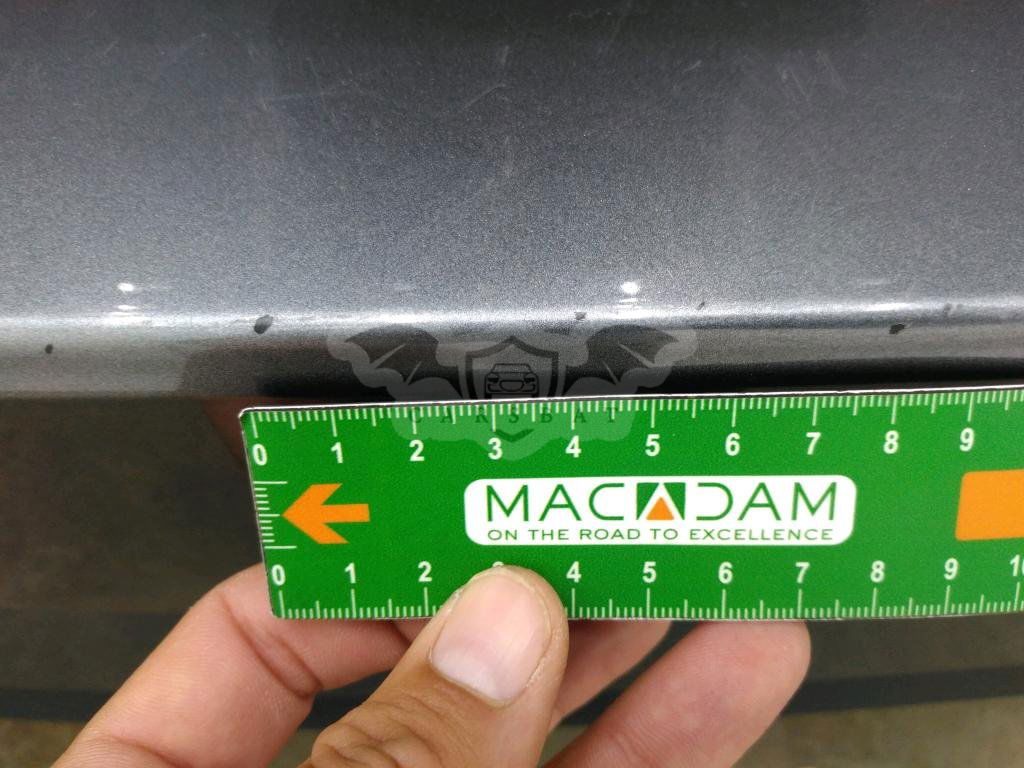 CARSBAT
0 1 2 3 4 5 6 7 8 9
MACADAM
ON THE ROAD TO EXCELLENCE
0 1 2 3 4 5 6 7 8 9 10